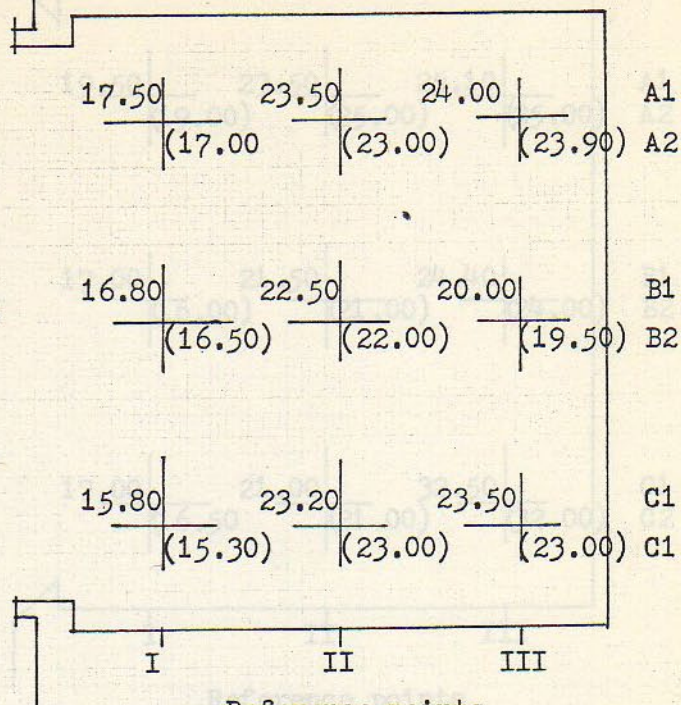 17.50 23.50 24.00 A1
(17.00 (23.00) (23.90) A2
16.80 22.50 20.00 B1
(16.50) (22.00) (19.50) B2
15.80 23.20 23.50 C1
(15.30) (23.00) (23.00) C1
I II III